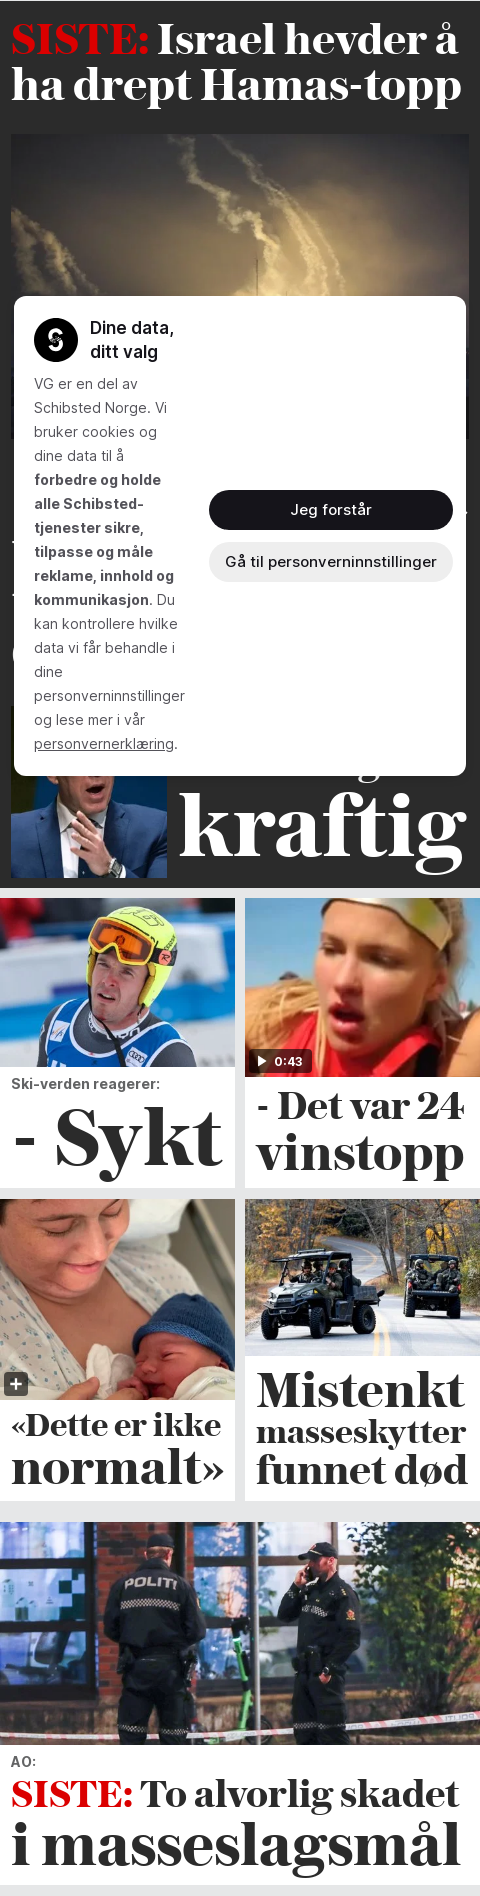 SISTE: Israel hevder å
ha drept Hamas-topp
Dine data,
ditt valg
VG er en del av
Schibsted Norge. Vi
bruker cookies og
dine data til å
forbedre og holde
alle Schibsted-
tjenester sikre,
tilpasse og måle
reklame, innhold og
kommunikasjon. Du
kan kontrollere hvilke
data vi får behandle i
dine
personverninnstillinger
og lese mer i vår
personvernerklæring.
Jeg forstår
Gå til personverninnstillinger
kraftig
0:43
Ski-verden reagerer:
- Sykt
- Det var 24
vinstopp
«Dette er ikke
normalt»
Mistenkt
masseskytter
funnet død
POLITI
AO:
SISTE: To alvorlig skadet
i masseslagsmål